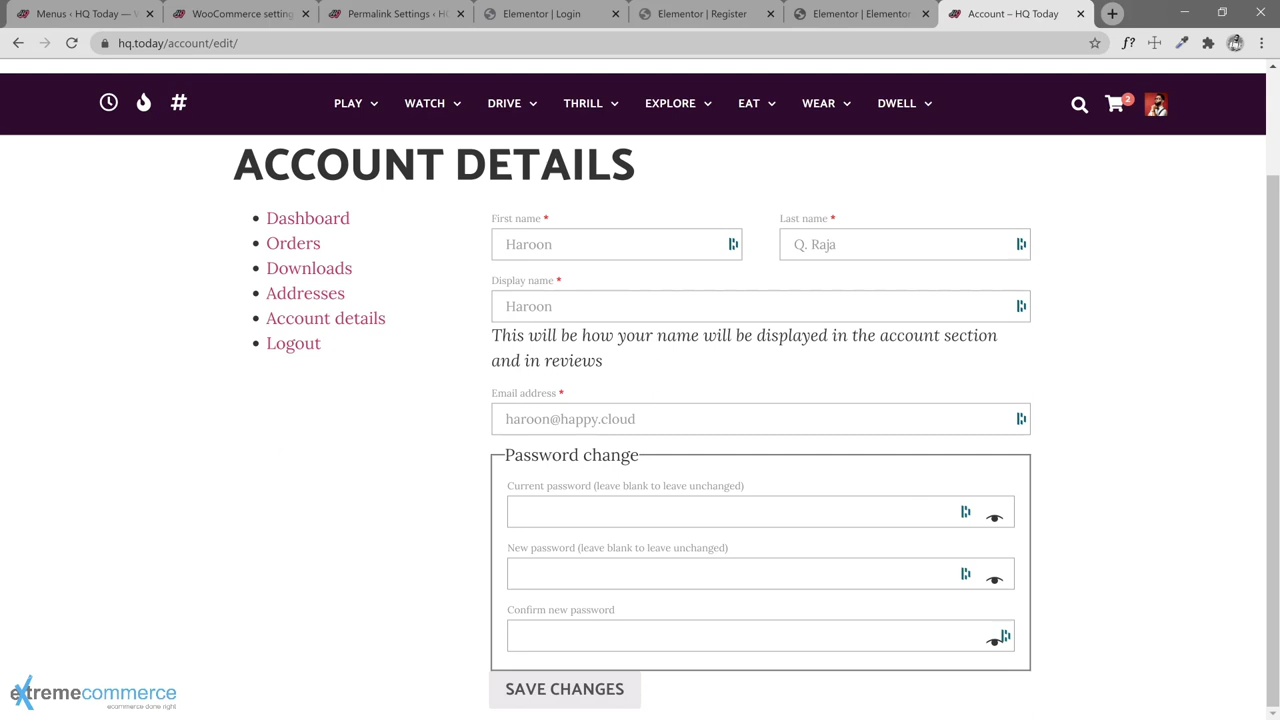 Menus ‹ HQ Today — W
WooCommerce setting
Permalink Settings ‹ HC
Elementor | Login
Elementor | Register
Elementor | Elementor
Account – HQ Today
hq.today/account/edit/
f?
PLAY
WATCH
DRIVE
THRILL
EXPLORE
EAT
WEAR
DWELL
2
ACCOUNT DETAILS
Dashboard
Orders
Downloads
Addresses
Account details
Logout
First name *
Last name *
Haroon
Q. Raja
Display name *
Haroon
This will be how your name will be displayed in the account section
and in reviews
Email address *
haroon@happy.cloud
Password change
Current password (leave blank to leave unchanged)
New password (leave blank to leave unchanged)
Confirm new password
SAVE CHANGES
extremecommerce
ecommerce done right